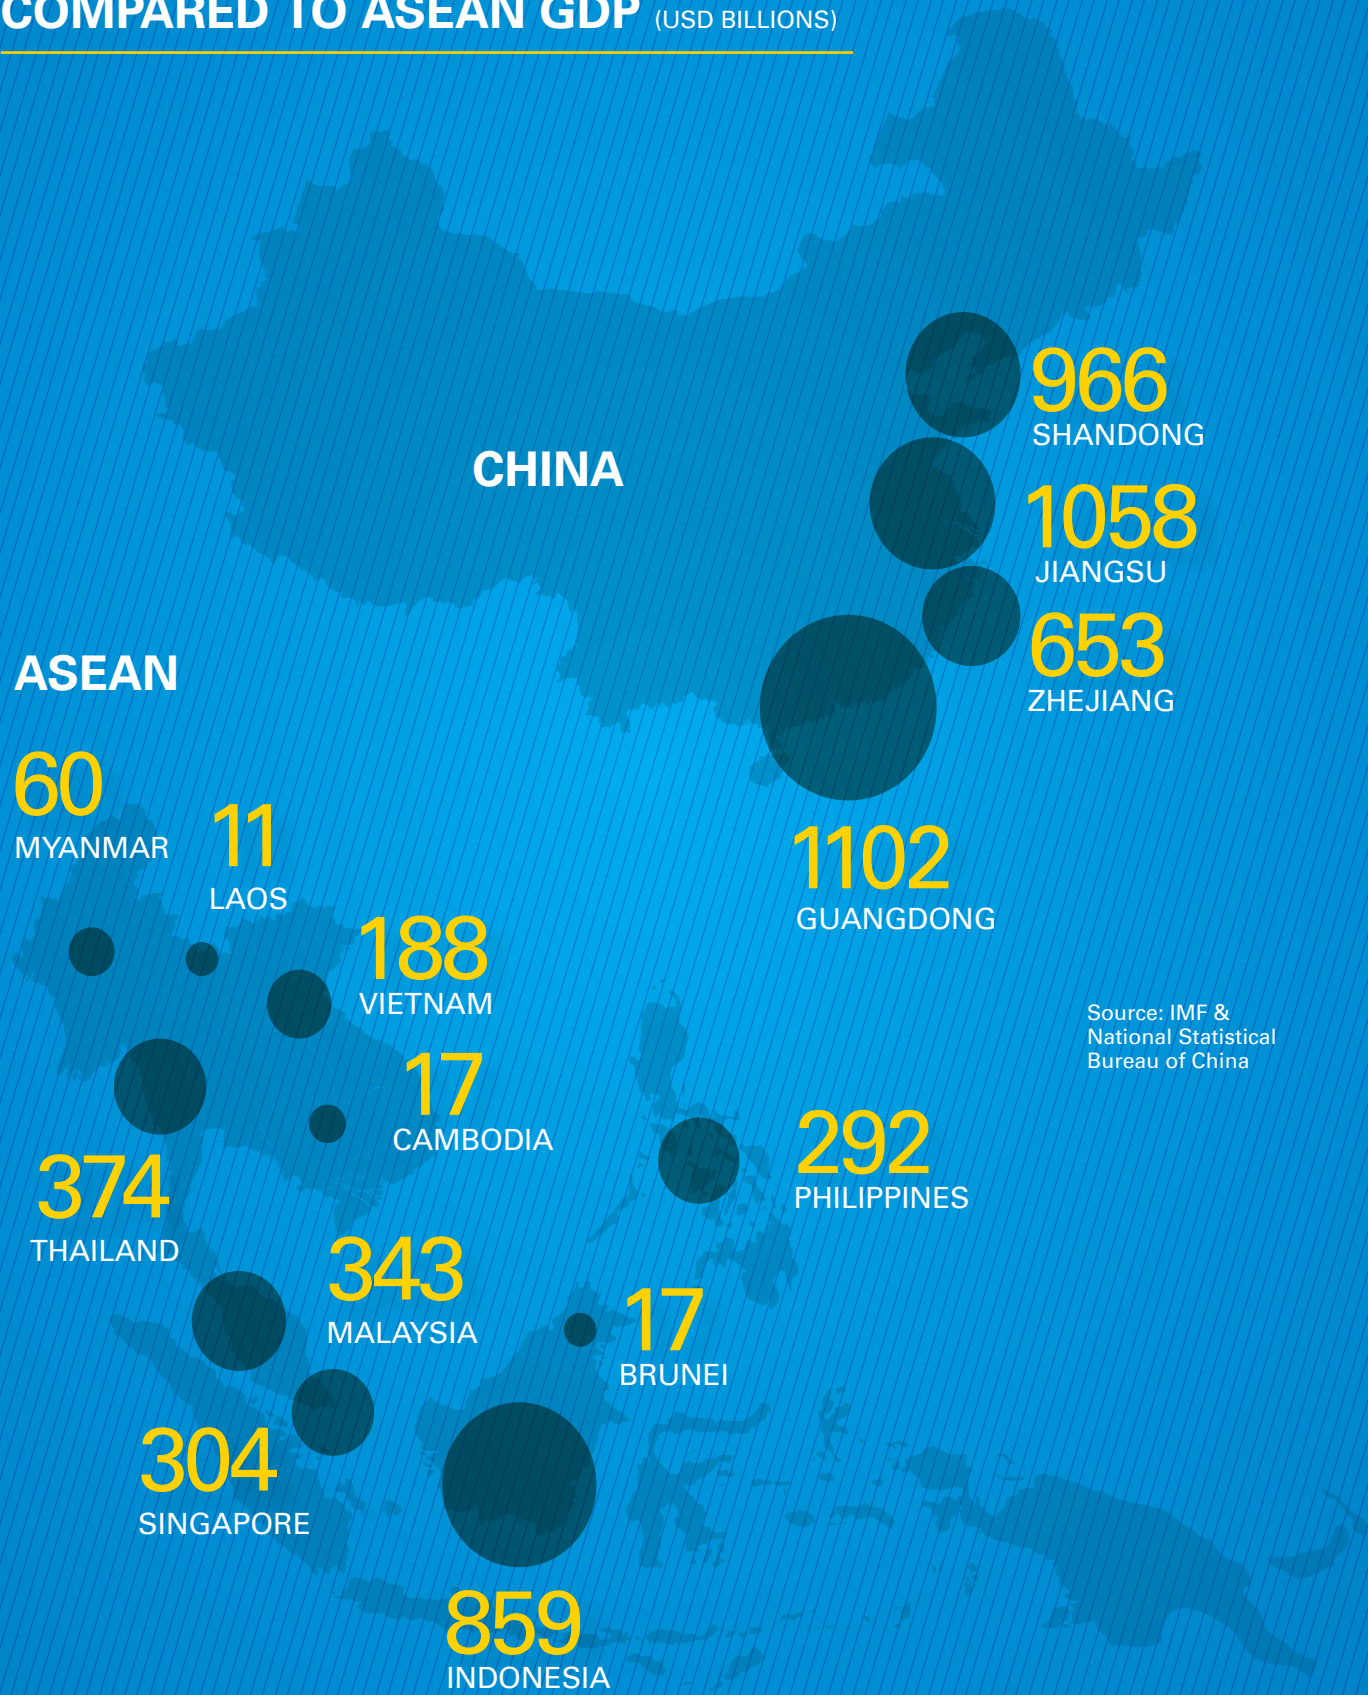 COMPARED TO ASEAN GDP (USD BILLIONS)
966
SHANDONG
CHINA
1058
JIANGSU
653
ZHEJIANG
ASEAN
60
MYANMAR
11
LAOS
1102
GUANGDONG
188
VIETNAM
Source: IMF &
National Statistical
Bureau of China
17
CAMBODIA
292
PHILIPPINES
374
THAILAND
343
MALAYSIA
17
BRUNEI
304
SINGAPORE
859
INDONESIA